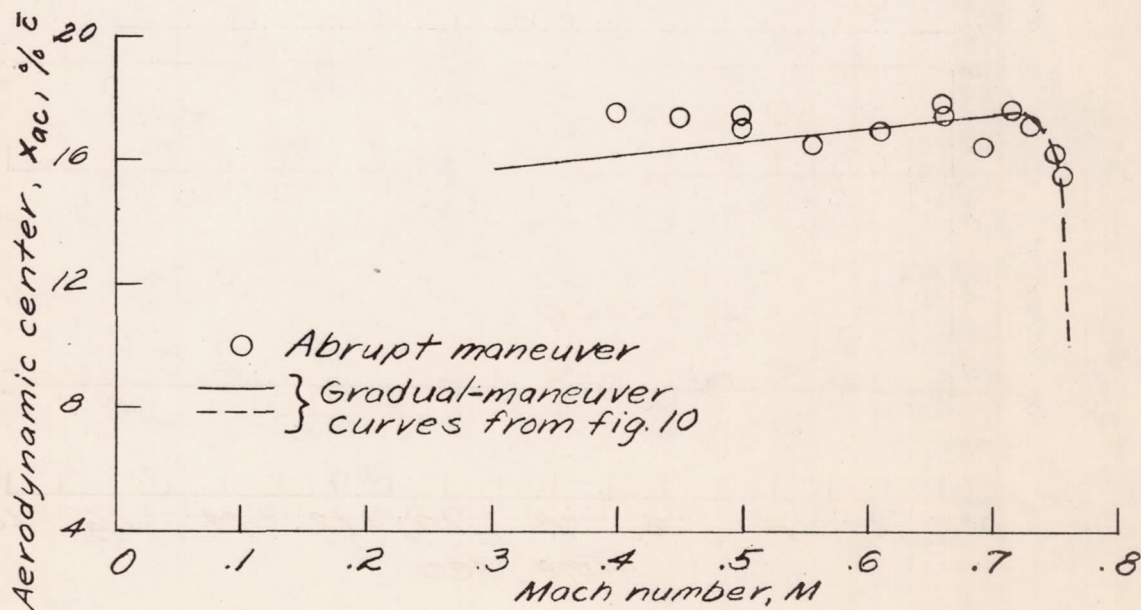 Aerodynamic center, xac, % c̄
20
16
12
8
4
0 .1 .2 .3 .4 .5 .6 .7 .8
Mach number, M
Abrupt maneuver
Gradual-maneuver
curves from fig. 10